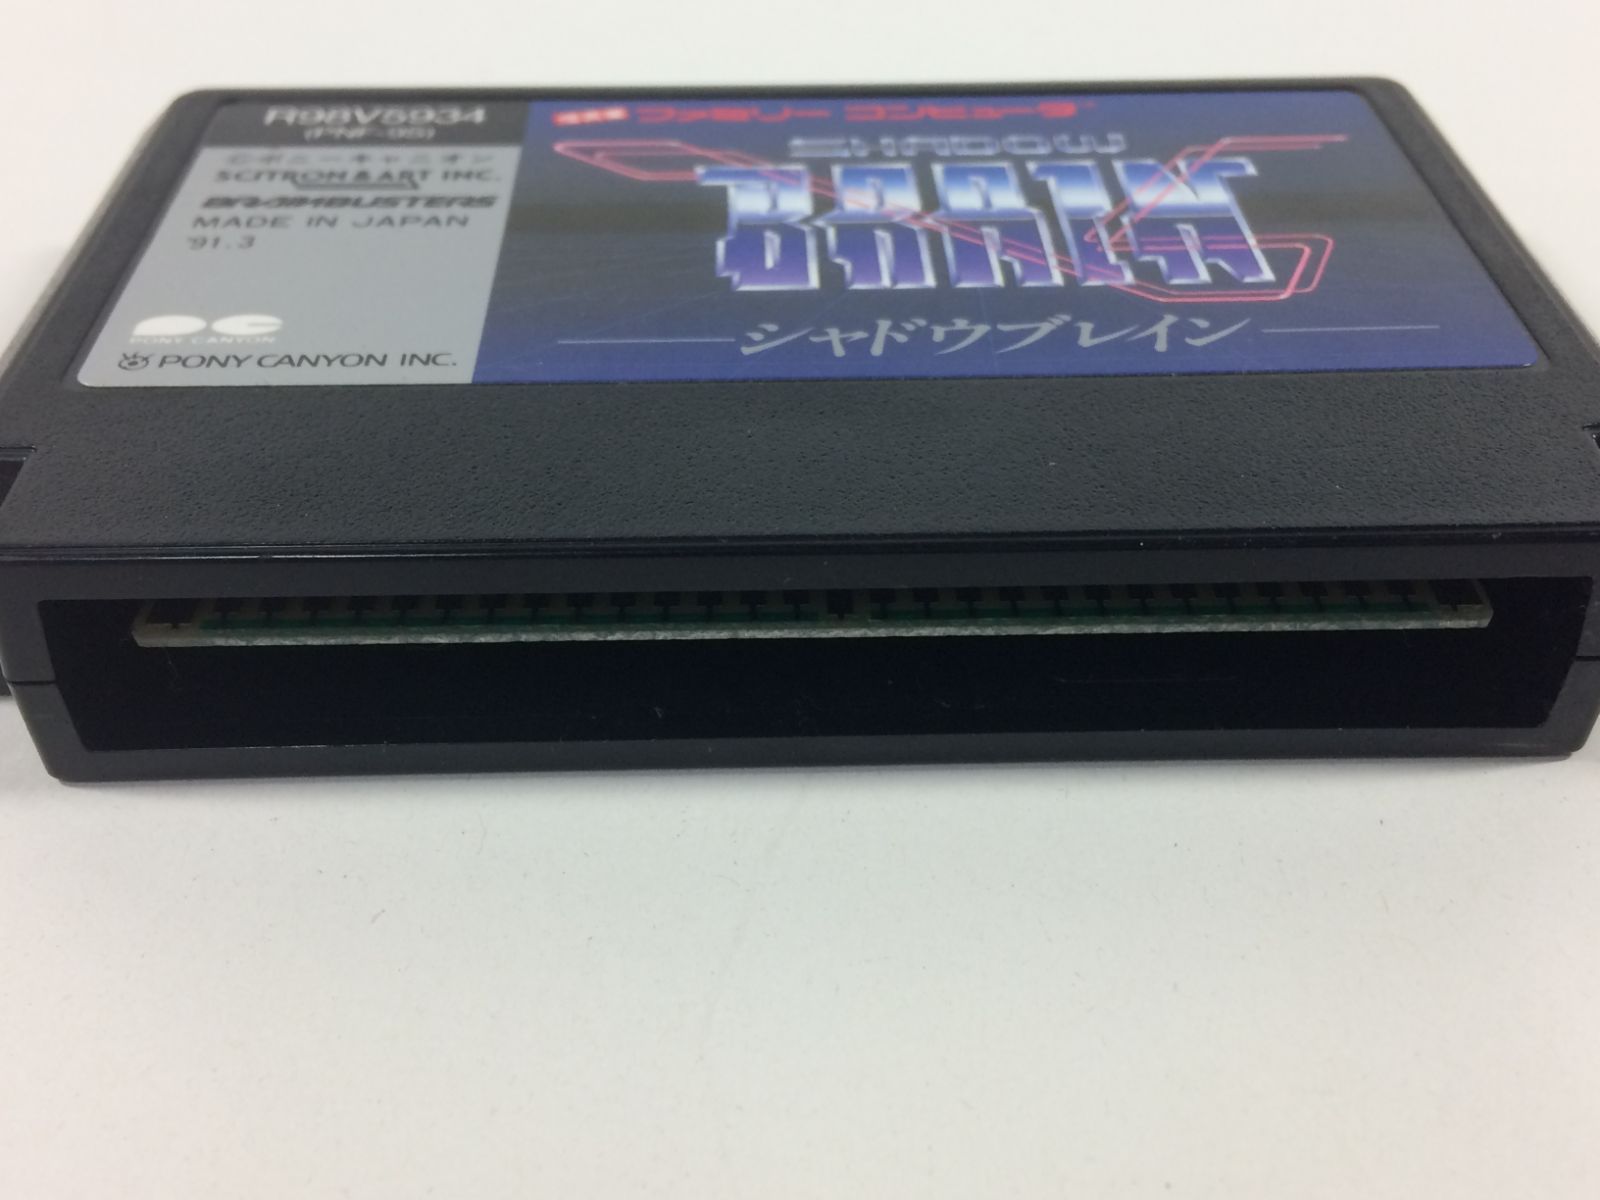 R98V5934
(PNF-95)
©ポニーキャニオン
SCITRON & ART INC.
BRAINBUSTERS
MADE IN JAPAN
'91.3
PC
PONY CANYON
PONY CANYON INC.
ファミリー コンピュータ
SHADOW
BRAIN
シャドウブレイン